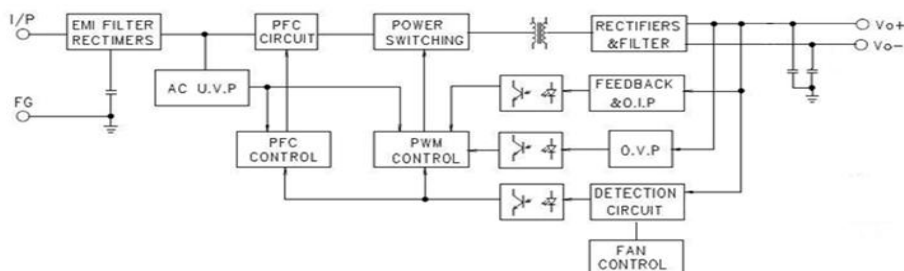 I/P
EMI FILTER
RECTIMERS
PFC
CIRCUIT
POWER
SWITCHING
RECTIFIERS
&FILTER
Vo+
Vo-
AC U.V.P
FEEDBACK
&O.I.P
FG
PFC
CONTROL
PWM
CONTROL
O.V.P
DETECTION
CIRCUIT
FAN
CONTROL